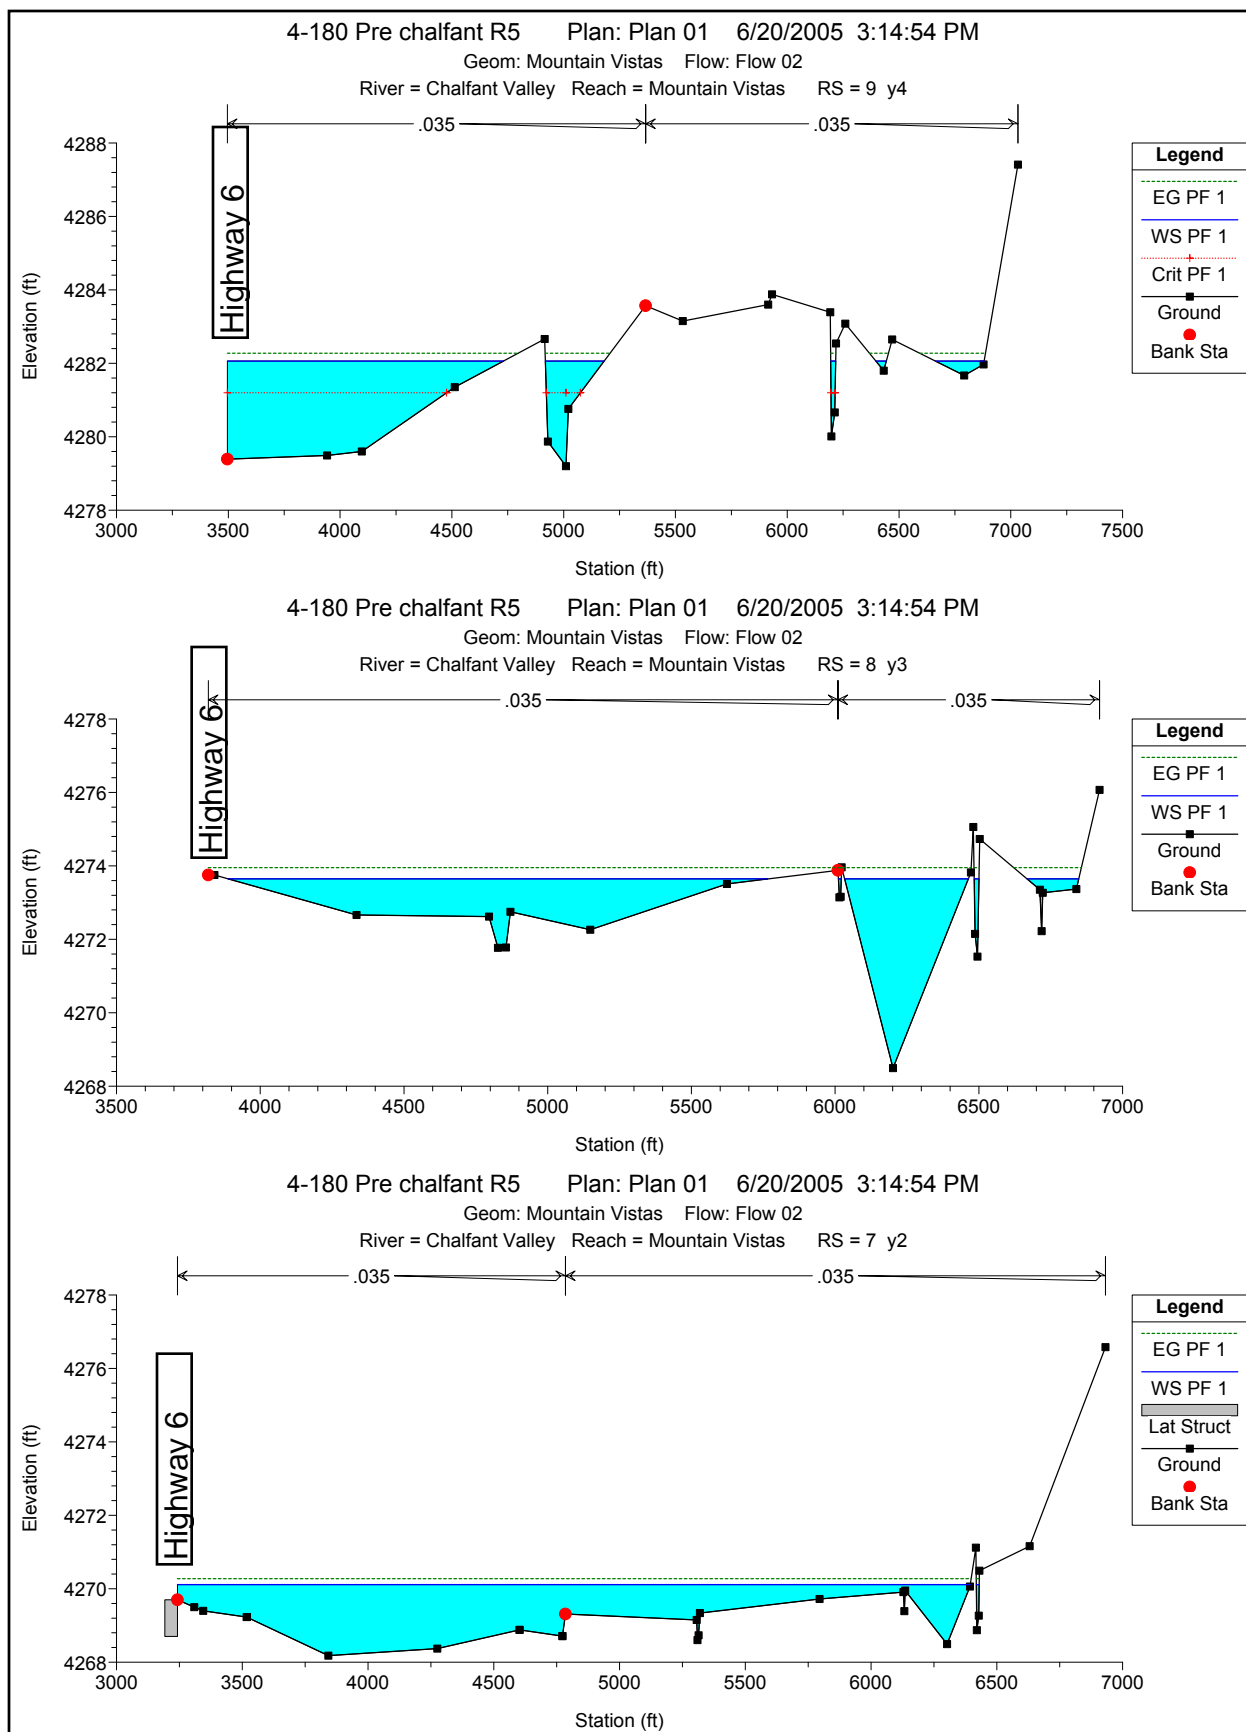 4-180 Pre chalfant R5 Plan: Plan 01 6/20/2005 3:14:54 PM
Geom: Mountain Vistas Flow: Flow 02
River = Chalfant Valley Reach = Mountain Vistas RS = 9 y4
.035 .035
Highway 6
Elevation (ft)
4288
4286
4284
4282
4280
4278
3000 3500 4000 4500 5000 5500 6000 6500 7000 7500
Station (ft)
Legend
EG PF 1
WS PF 1
Crit PF 1
Ground
Bank Sta
4-180 Pre chalfant R5 Plan: Plan 01 6/20/2005 3:14:54 PM
Geom: Mountain Vistas Flow: Flow 02
River = Chalfant Valley Reach = Mountain Vistas RS = 8 y3
.035 .035
Highway 6
Elevation (ft)
4278
4276
4274
4272
4270
4268
3500 4000 4500 5000 5500 6000 6500 7000
Station (ft)
Legend
EG PF 1
WS PF 1
Ground
Bank Sta
4-180 Pre chalfant R5 Plan: Plan 01 6/20/2005 3:14:54 PM
Geom: Mountain Vistas Flow: Flow 02
River = Chalfant Valley Reach = Mountain Vistas RS = 7 y2
.035 .035
Highway 6
Elevation (ft)
4278
4276
4274
4272
4270
4268
3000 3500 4000 4500 5000 5500 6000 6500 7000
Station (ft)
Legend
EG PF 1
WS PF 1
Lat Struct
Ground
Bank Sta